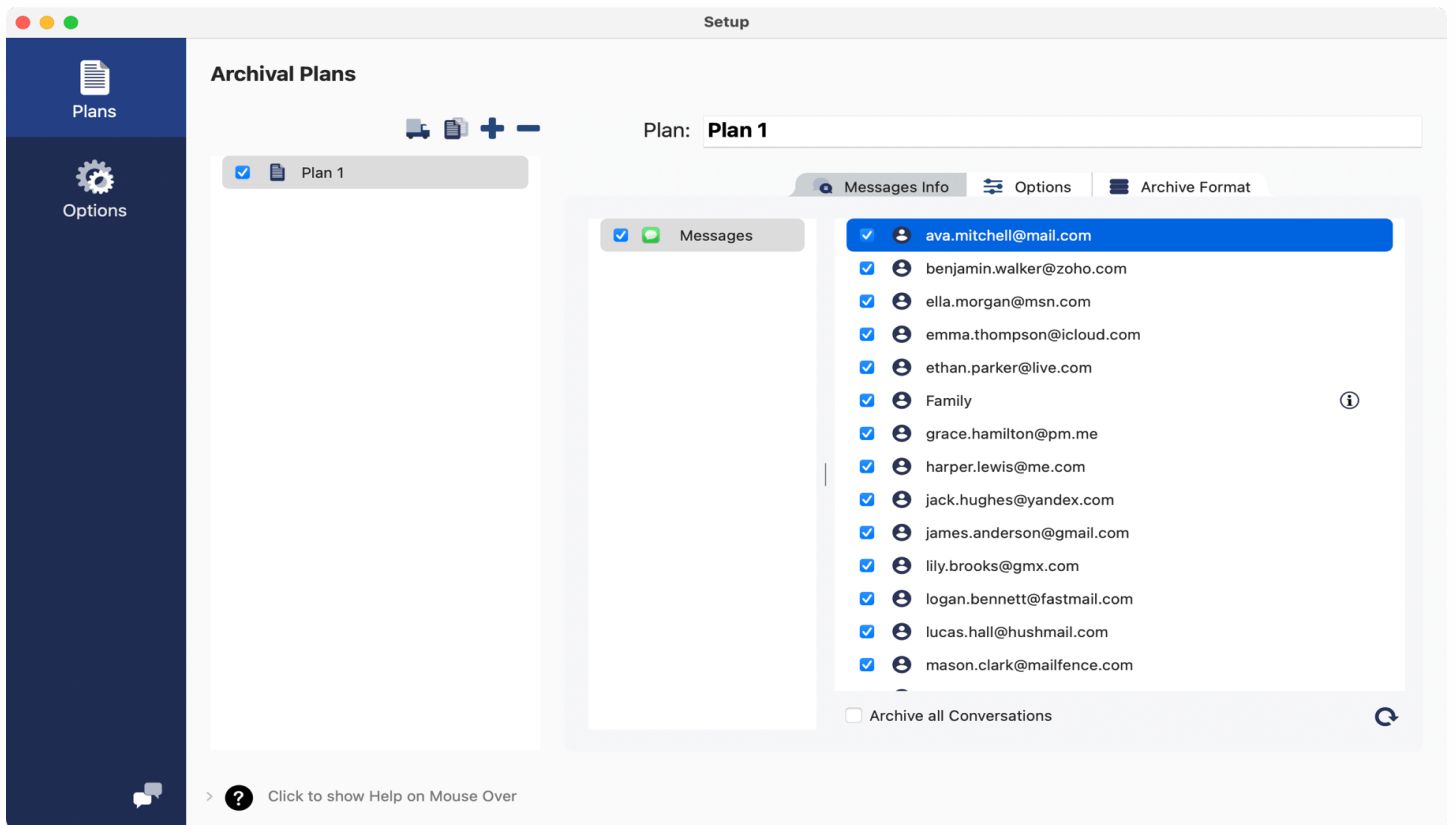 Setup
Plans
Options
Archival Plans
Plan 1
Plan: Plan 1
Messages Info
Options
Archive Format
Messages
ava.mitchell@mail.com
benjamin.walker@zoho.com
ella.morgan@msn.com
emma.thompson@icloud.com
ethan.parker@live.com
Family
grace.hamilton@pm.me
harper.lewis@me.com
jack.hughes@yandex.com
james.anderson@gmail.com
lily.brooks@gmx.com
logan.bennett@fastmail.com
lucas.hall@hushmail.com
mason.clark@mailfence.com
Archive all Conversations
? Click to show Help on Mouse Over